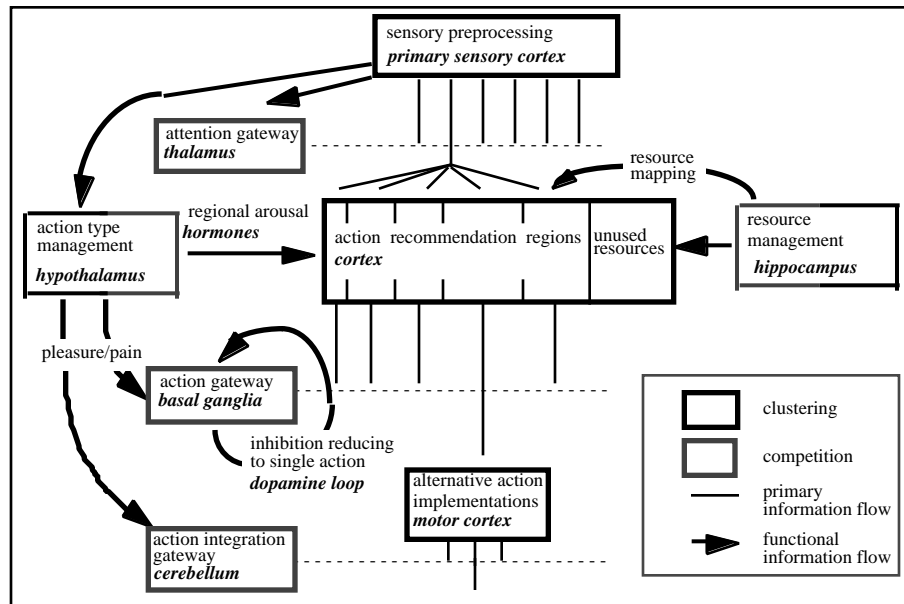 sensory preprocessing
primary sensory cortex
attention gateway
thalamus
resource
mapping
regional arousal
hormones
action type
management
hypothalamus
action recommendation regions
cortex
unused
resources
resource
management
hippocampus
pleasure/pain
action gateway
basal ganglia
inhibition reducing
to single action
dopamine loop
alternative action
implementations
motor cortex
action integration
gateway
cerebellum
clustering
competition
primary
information flow
functional
information flow